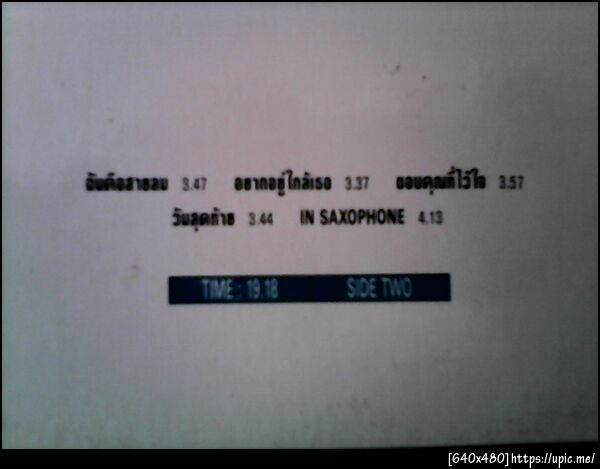 ฉันคือสายลม 3.47 อยากอยู่ใกล้เธอ 3.37 ขอบคุณที่ไว้ใจ 3.57
วันสุดท้าย 3.44 IN SAXOPHONE 4.13
TIME : 19.18 SIDE TWO
[640x480]https://upic.me/